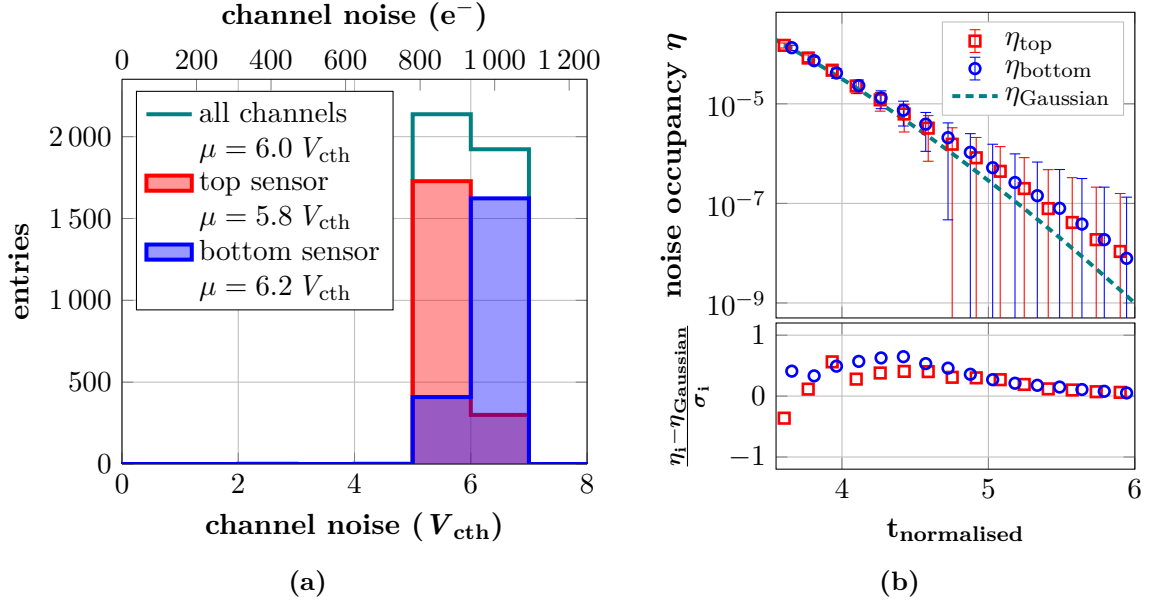 channel noise (e⁻)
0 200 400 600 800 1 000 1 200
2 000
1 500
1 000
500
0
entries
all channels
μ = 6.0 V_cth
top sensor
μ = 5.8 V_cth
bottom sensor
μ = 6.2 V_cth
0 2 4 6 8
channel noise (V_cth)
(a)
noise occupancy η
10⁻⁵
10⁻⁷
10⁻⁹
η_top
η_bottom
η_Gaussian
(η_i − η_Gaussian) / σ_i
1
0
−1
4 5 6
t_normalised
(b)